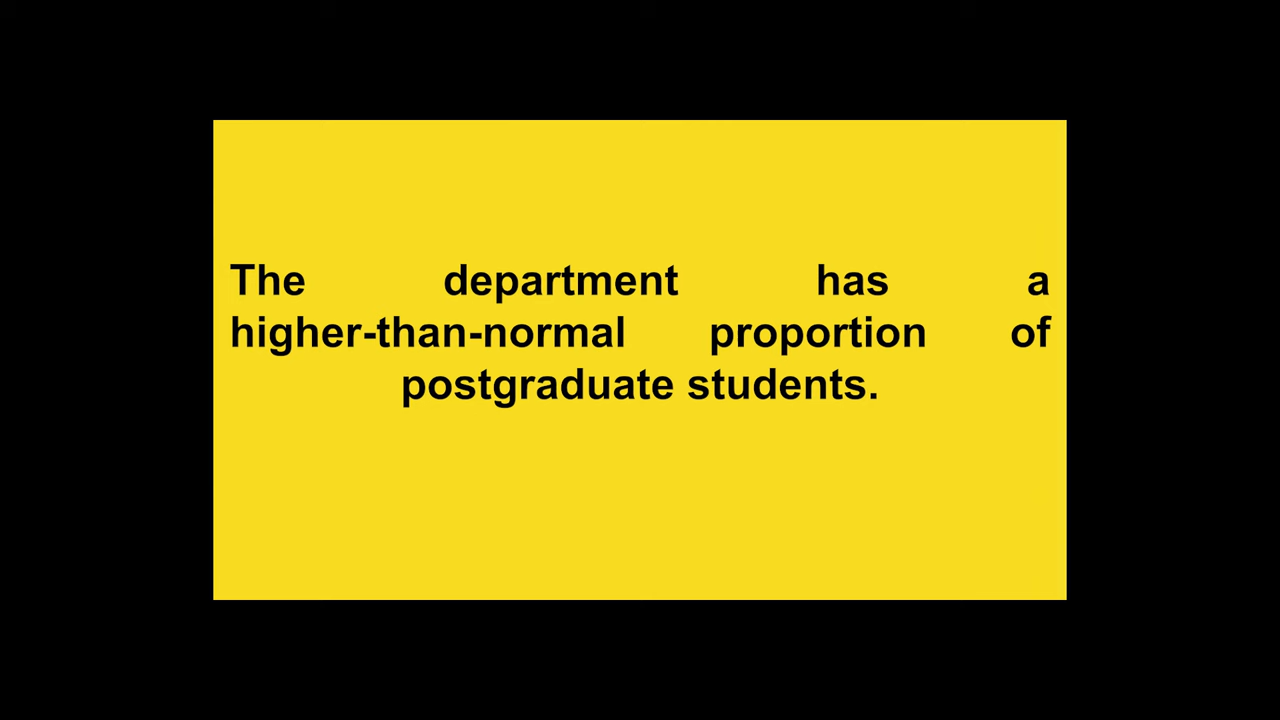 The department has a
higher-than-normal proportion of
postgraduate students.